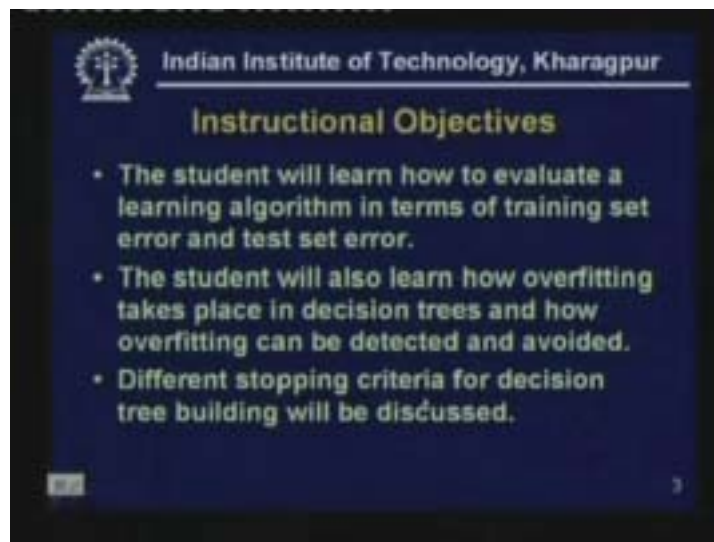 Indian Institute of Technology, Kharagpur
Instructional Objectives
• The student will learn how to evaluate a
learning algorithm in terms of training set
error and test set error.
• The student will also learn how overfitting
takes place in decision trees and how
overfitting can be detected and avoided.
• Different stopping criteria for decision
tree building will be discussed.
3